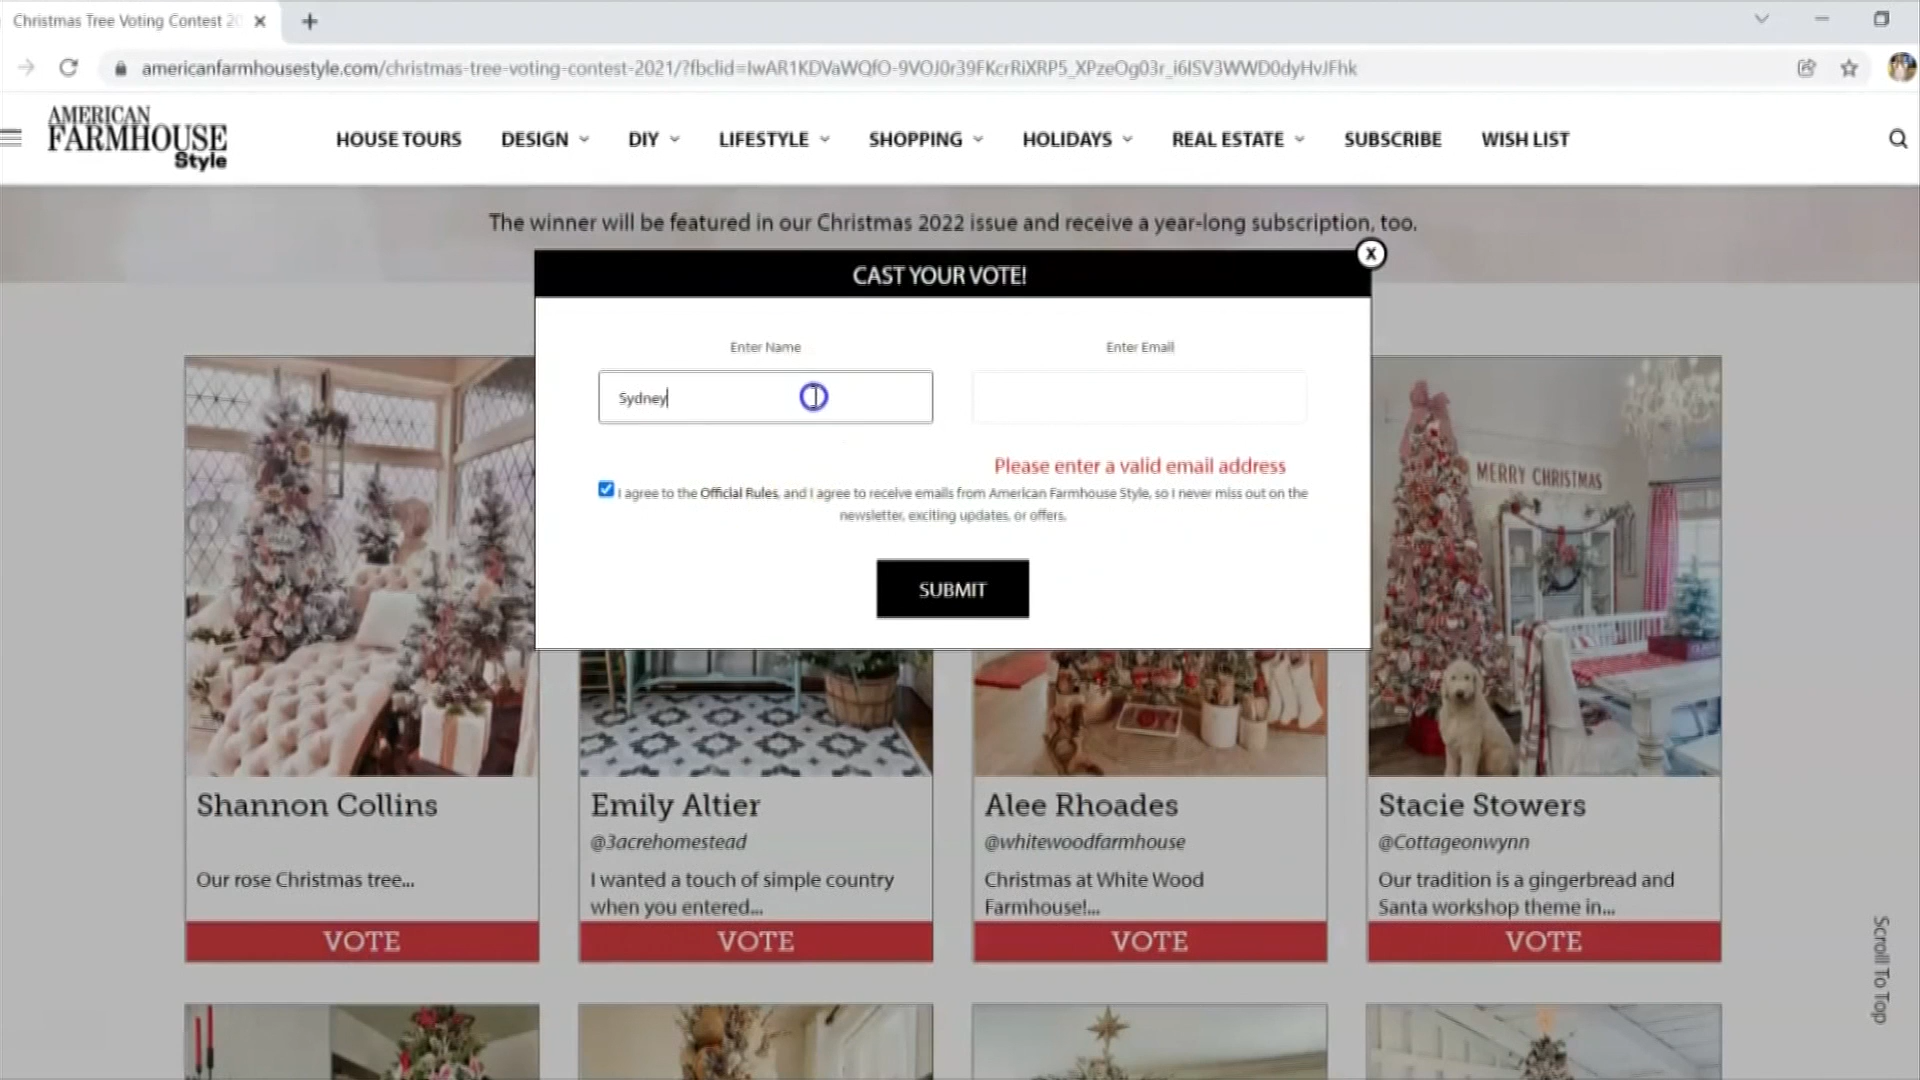 Christmas Tree Voting Contest 20
americanfarmhousestyle.com/christmas-tree-voting-contest-2021/?fbclid=IwAR1KDVaWQfO-9VOJ0r39FKcrRiXRP5_XPzeOg03r_i6ISV3WWD0dyHvJFhk
AMERICAN
FARMHOUSE
Style
HOUSE TOURS DESIGN DIY LIFESTYLE SHOPPING HOLIDAYS REAL ESTATE SUBSCRIBE WISH LIST
The winner will be featured in our Christmas 2022 issue and receive a year-long subscription, too.
X
CAST YOUR VOTE!
Enter Name Enter Email
Sydney
Please enter a valid email address
I agree to the Official Rules, and I agree to receive emails from American Farmhouse Style, so I never miss out on the
newsletter, exciting updates, or offers.
SUBMIT
MERRY CHRISTMAS
Shannon Collins
Our rose Christmas tree...
VOTE
Emily Altier
@3acrehomestead
I wanted a touch of simple country
when you entered...
VOTE
Alee Rhoades
@whitewoodfarmhouse
Christmas at White Wood
Farmhouse!...
VOTE
Stacie Stowers
@Cottageonwynn
Our tradition is a gingerbread and
Santa workshop theme in...
VOTE
Scroll To Top